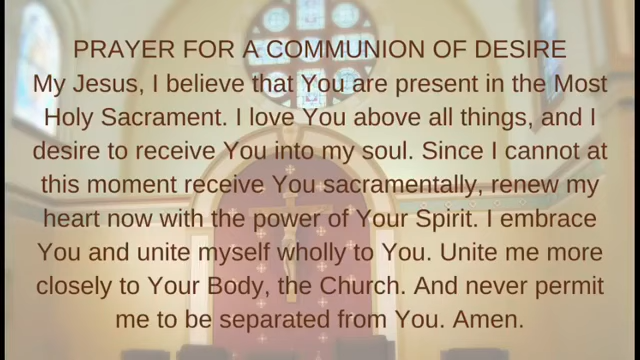 PRAYER FOR A COMMUNION OF DESIRE
My Jesus, I believe that You are present in the Most
Holy Sacrament. I love You above all things, and I
desire to receive You into my soul. Since I cannot at
this moment receive You sacramentally, renew my
heart now with the power of Your Spirit. I embrace
You and unite myself wholly to You. Unite me more
closely to Your Body, the Church. And never permit
me to be separated from You. Amen.